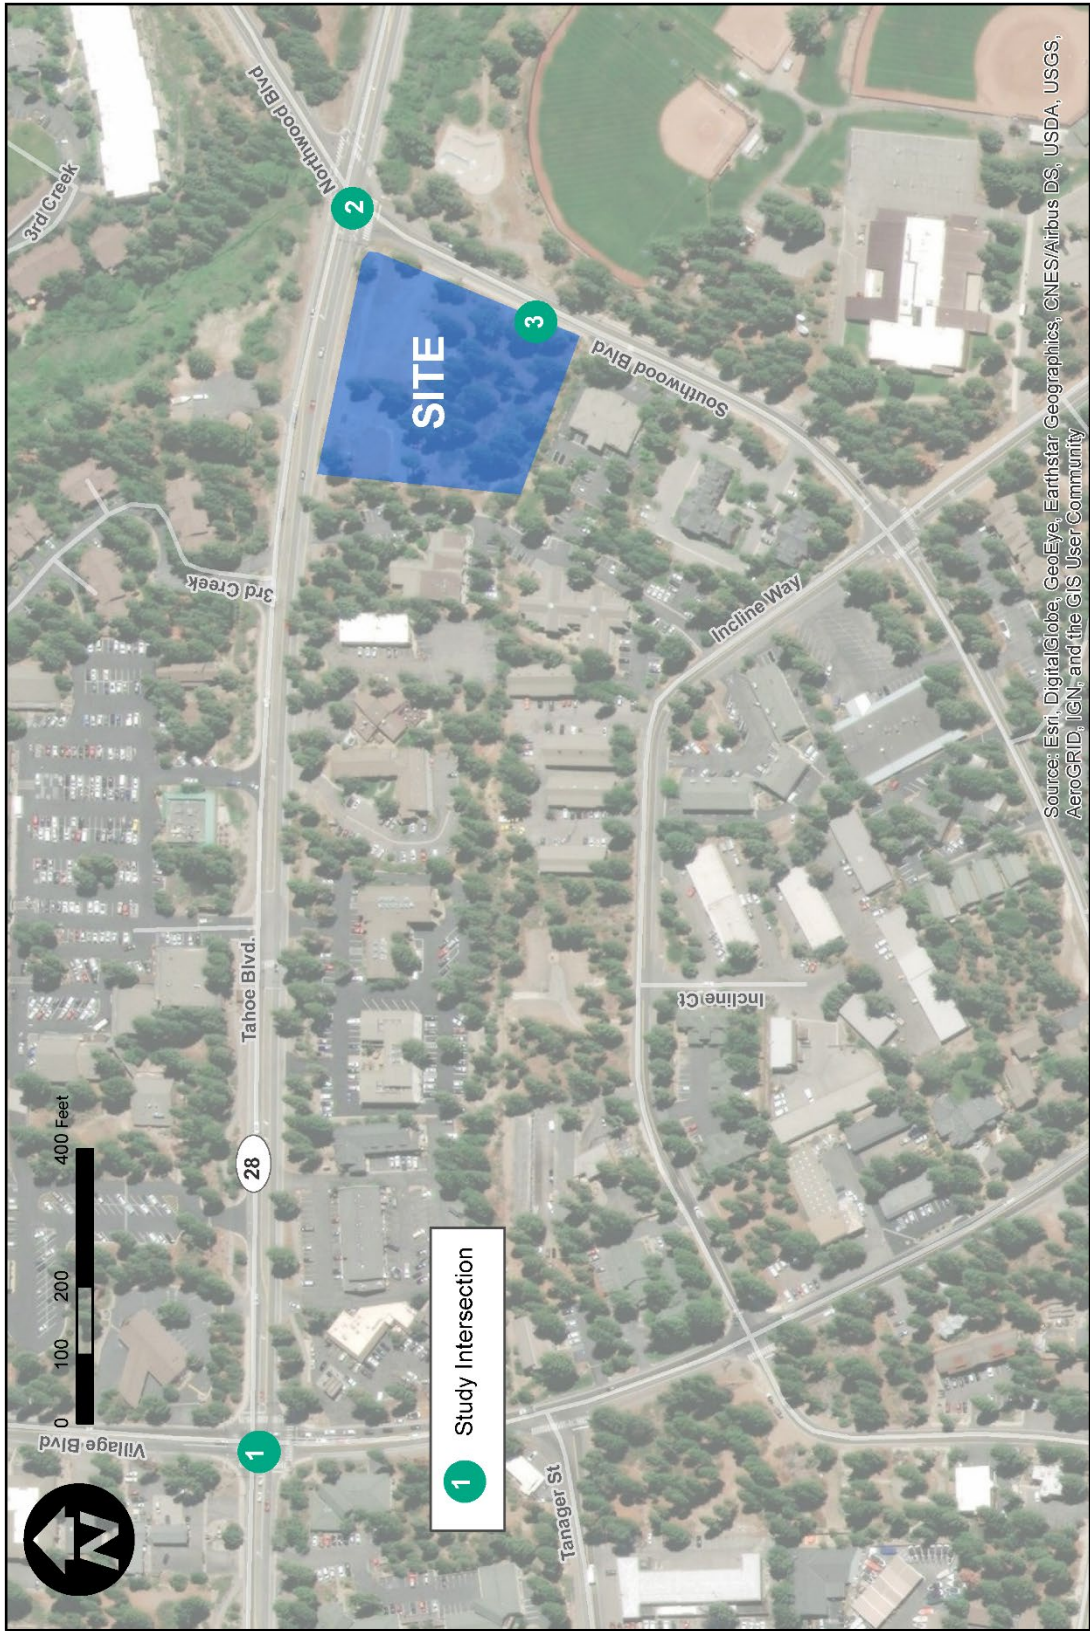 N
0 100 200 400 Feet
Village Blvd
28
Tahoe Blvd.
3rd Creek
3rd Creek
Northwood Blvd
1
2
3
SITE
Southwood Blvd
Incline Way
Incline Ct
Tanager St
1 Study Intersection
Source: Esri, DigitalGlobe, GeoEye, Earthstar Geographics, CNES/Airbus DS, USDA, USGS,
AeroGRID, IGN, and the GIS User Community